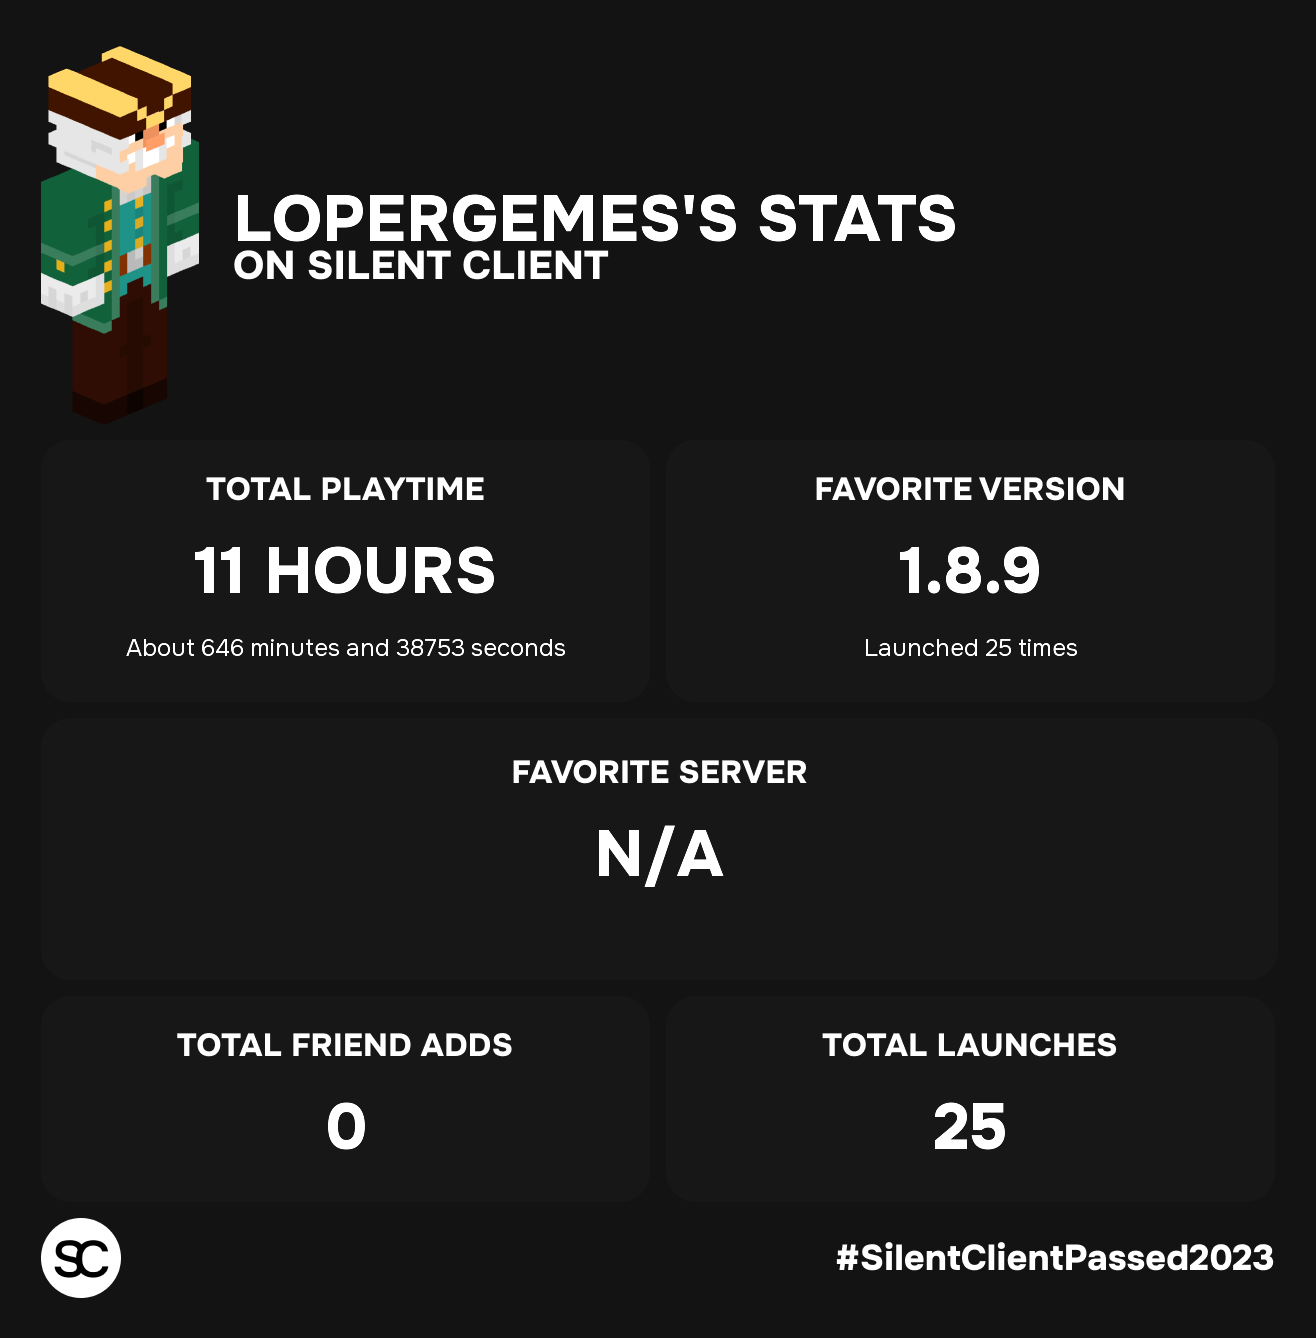 LOPERGEMES'S STATS
ON SILENT CLIENT
TOTAL PLAYTIME
11 HOURS
About 646 minutes and 38753 seconds
FAVORITE VERSION
1.8.9
Launched 25 times
FAVORITE SERVER
N/A
TOTAL FRIEND ADDS
0
TOTAL LAUNCHES
25
SC
#SilentClientPassed2023